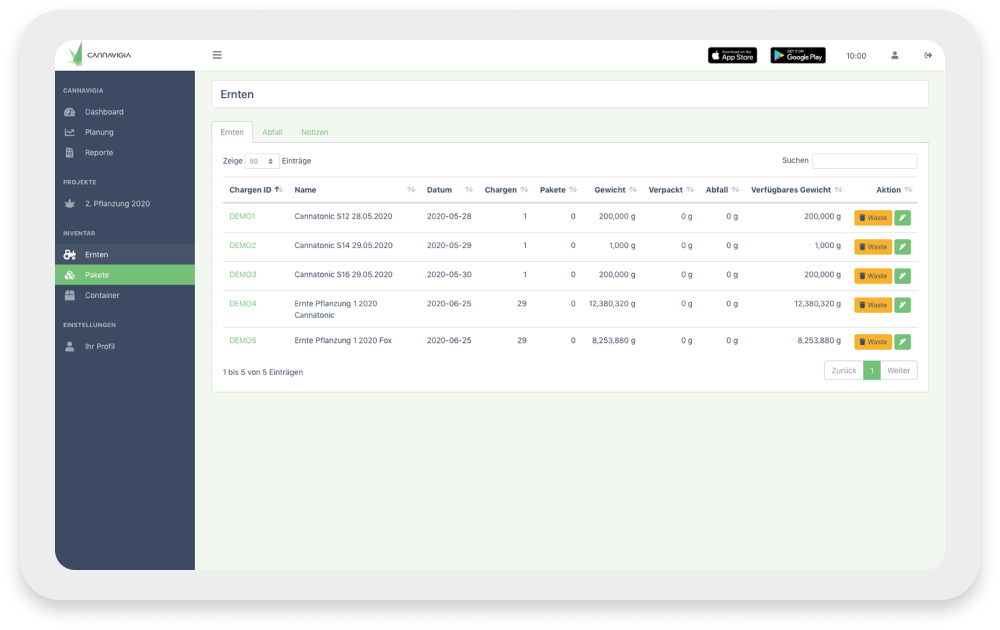 CANNAVIGIA
Download on the App Store
GET IT ON Google Play
10:00
CANNAVIGIA
Dashboard
Planung
Reporte
PROJEKTE
2. Pflanzung 2020
INVENTAR
Ernten
Pakete
Container
EINSTELLUNGEN
Ihr Profil
Ernten
Ernten Abfall Notizen
Zeige 50 Einträge Suchen
Chargen ID Name Datum Chargen Pakete Gewicht Verpackt Abfall Verfügbares Gewicht Aktion
DEMO1 Cannatonic S12 28.05.2020 2020-05-28 1 0 200,000 g 0 g 0 g 200,000 g Waste
DEMO2 Cannatonic S14 29.05.2020 2020-05-29 1 0 1,000 g 0 g 0 g 1,000 g Waste
DEMO3 Cannatonic S16 29.05.2020 2020-05-30 1 0 200,000 g 0 g 0 g 200,000 g Waste
DEMO4 Ernte Pflanzung 1 2020 2020-06-25 29 0 12,380,320 g 0 g 0 g 12,380,320 g Waste
Cannatonic
DEMO5 Ernte Pflanzung 1 2020 Fox 2020-06-25 29 0 8,253,880 g 0 g 0 g 8,253,880 g Waste
1 bis 5 von 5 Einträgen Zurück 1 Weiter